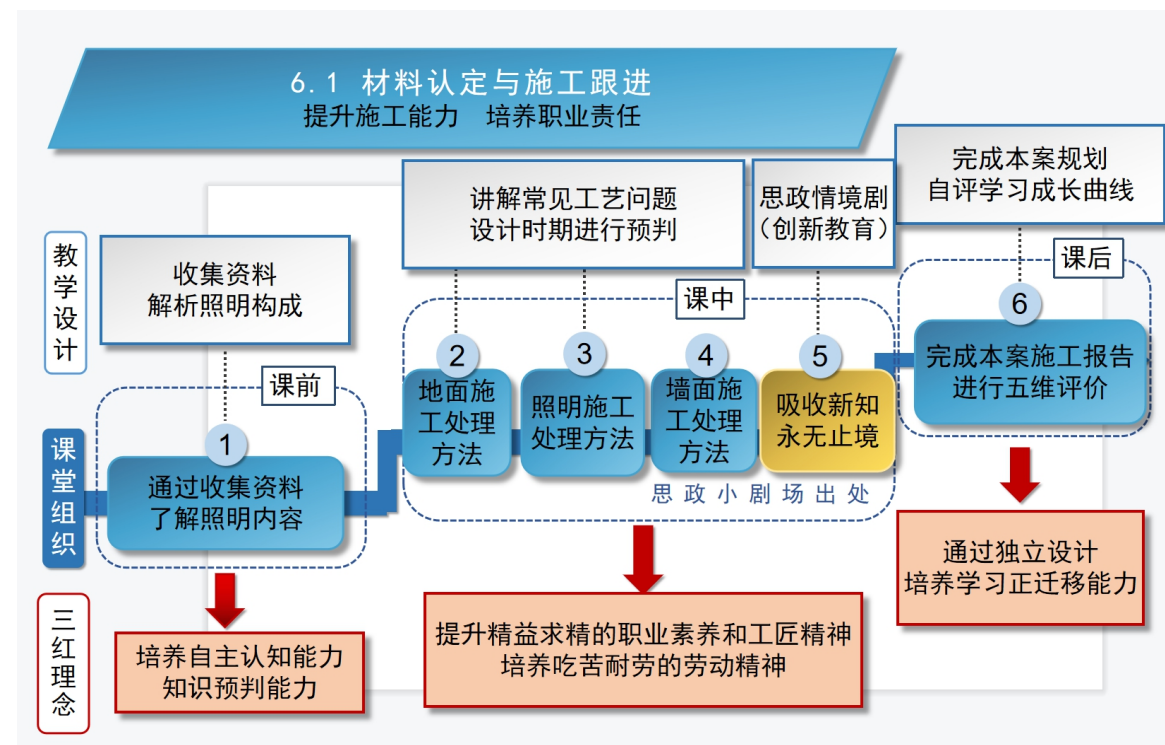 6.1 材料认定与施工跟进
提升施工能力 培养职业责任
教学设计
收集资料
解析照明构成
讲解常见工艺问题
设计时期进行预判
思政情境剧
（创新教育）
完成本案规划
自评学习成长曲线
课堂组织
课前
1
通过收集资料
了解照明内容
课中
2
地面施
工处理
方法
3
照明施工
处理方法
4
墙面施
工处理
方法
5
吸收新知
永无止境
思政小剧场出处
课后
6
完成本案施工报告
进行五维评价
三红理念
培养自主认知能力
知识预判能力
提升精益求精的职业素养和工匠精神
培养吃苦耐劳的劳动精神
通过独立设计
培养学习正迁移能力